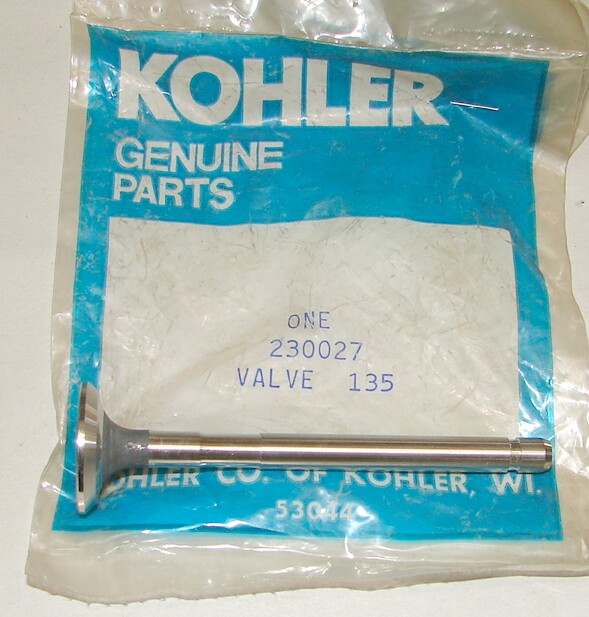 KOHLER
GENUINE
PARTS
ONE
230027
VALVE 135
KOHLER CO. OF KOHLER, WI.
53044